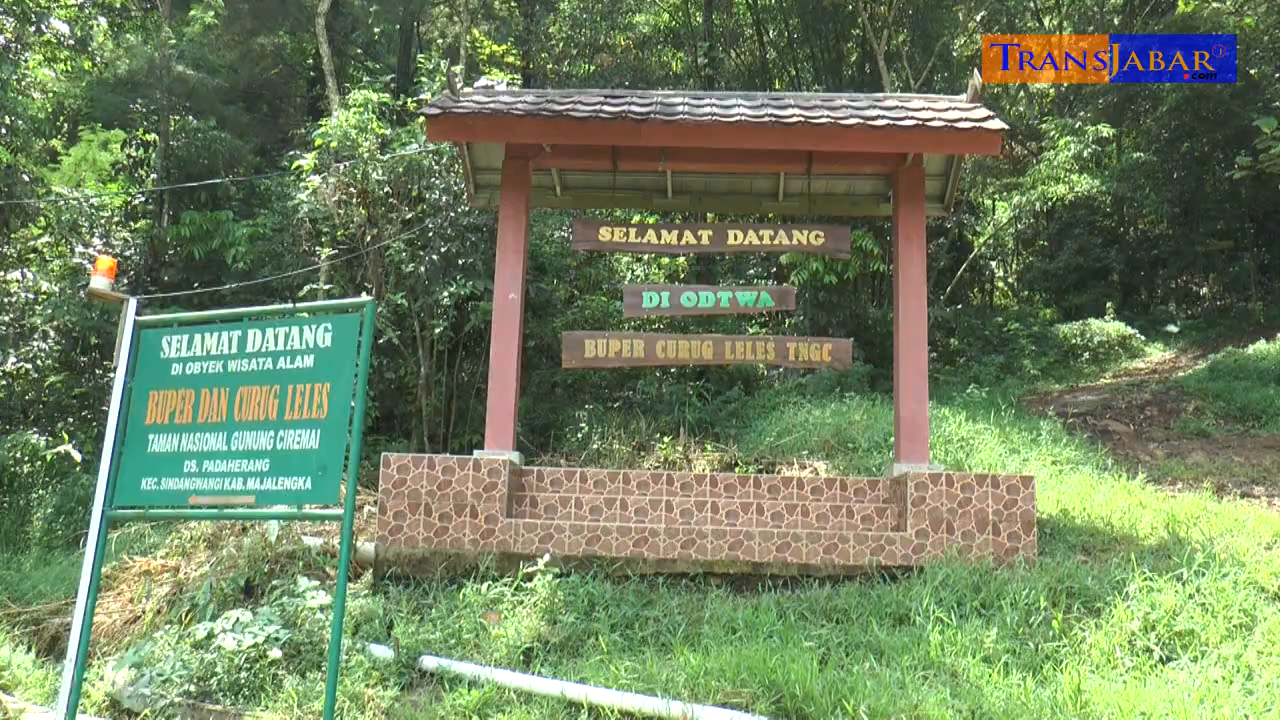 TRANSJABAR
.com
SELAMAT DATANG
DI ODTWA
BUPER CURUG LELES TNGC
SELAMAT DATANG
DI OBYEK WISATA ALAM
BUPER DAN CURUG LELES
TAMAN NASIONAL GUNUNG CIREMAI
DS. PADAHERANG
KEC. SINDANGWANGI KAB. MAJALENGKA